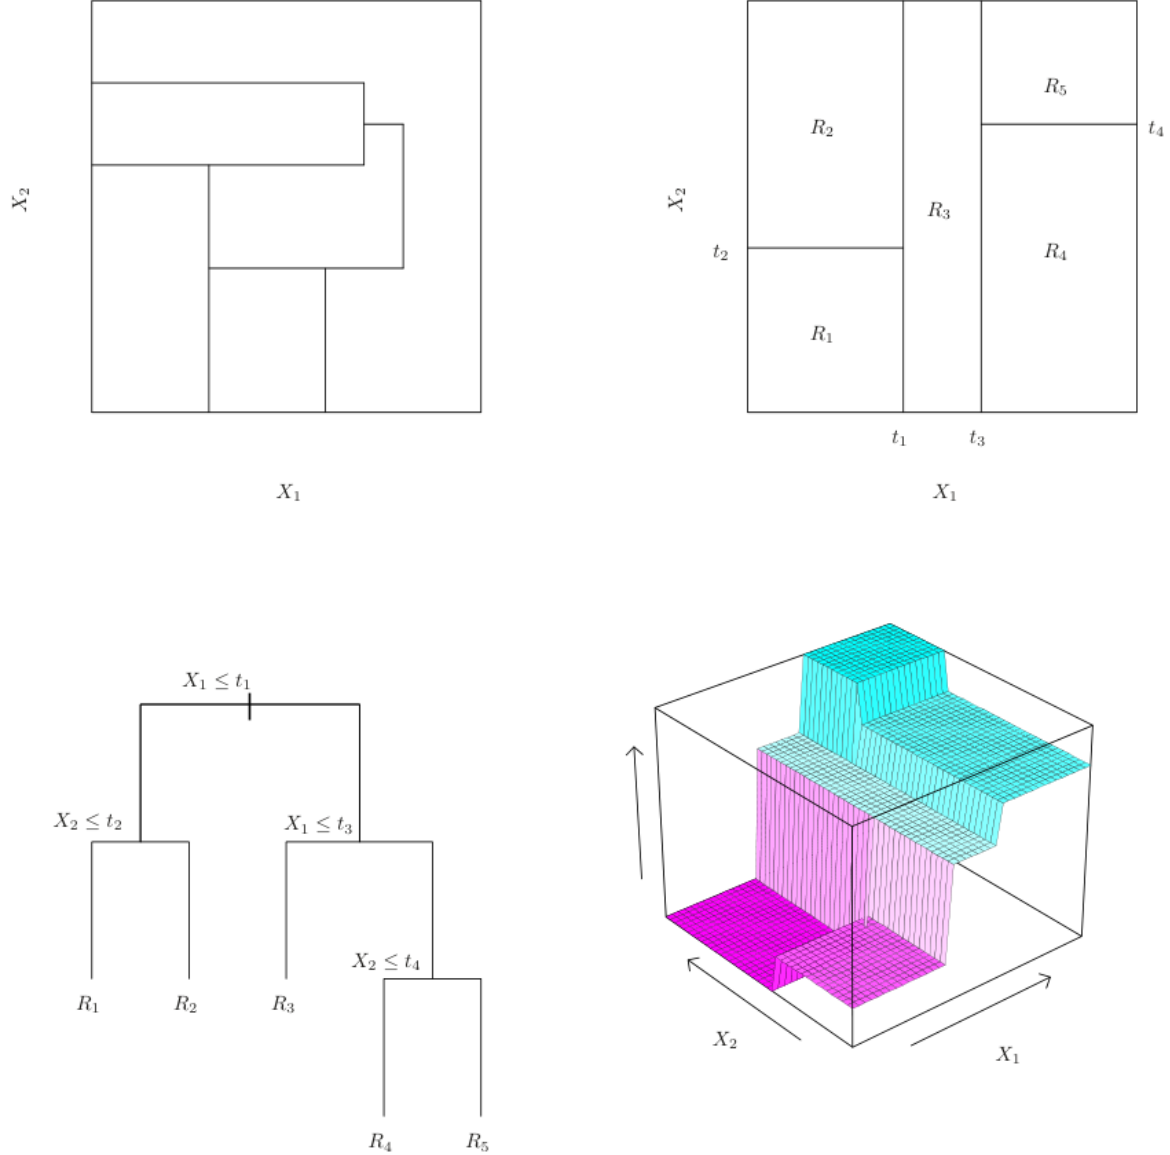 X₂
X₁
R₂
R₅
t₄
X₂
R₃
t₂
R₄
R₁
t₁
t₃
X₁
X₁ ≤ t₁
X₂ ≤ t₂
X₁ ≤ t₃
X₂ ≤ t₄
R₁
R₂
R₃
R₄
R₅
X₂
X₁